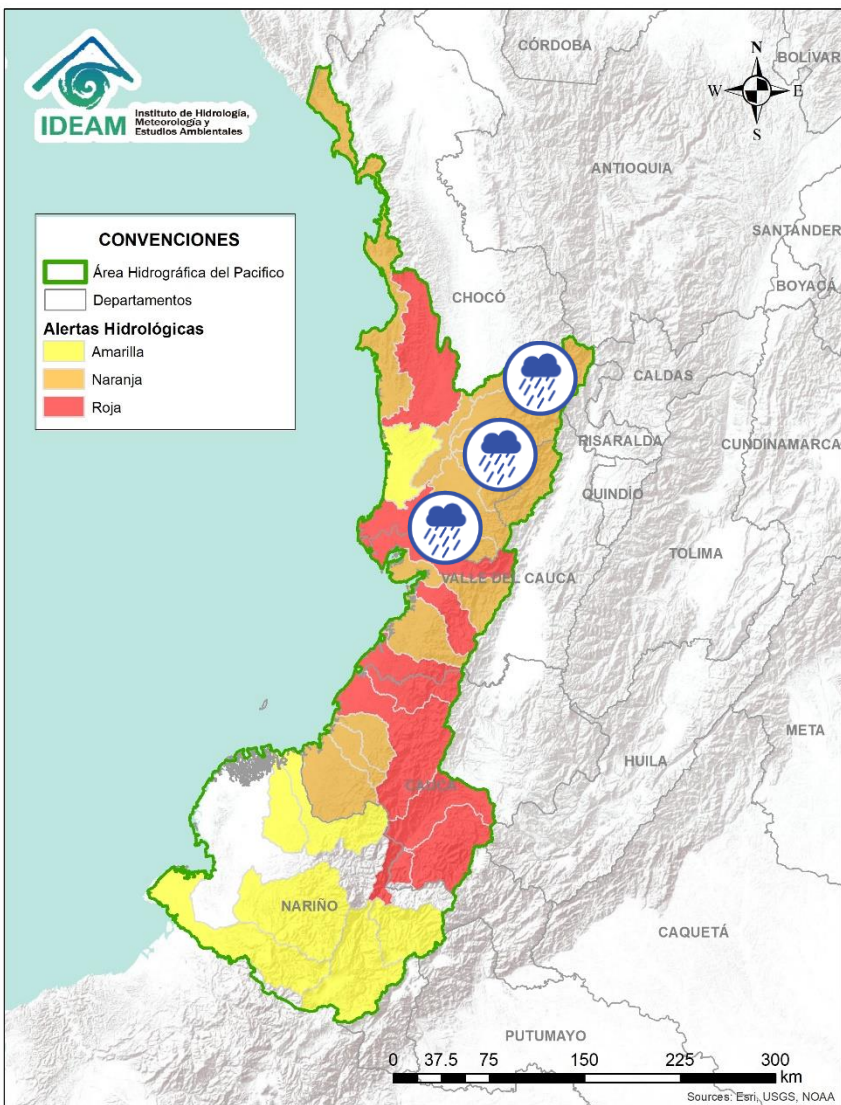 IDEAM
Instituto de Hidrología,
Meteorología y
Estudios Ambientales
CÓRDOBA
BOLÍVAR
N
W
E
S
ANTIOQUIA
SANTANDER
BOYACÁ
CONVENCIONES
Área Hidrográfica del Pacifico
Departamentos
Alertas Hidrológicas
Amarilla
Naranja
Roja
CHOCÓ
CALDAS
RISARALDA
CUNDINAMARCA
QUINDÍO
TOLIMA
VALLE DEL CAUCA
META
HUILA
CAUCA
NARIÑO
CAQUETÁ
PUTUMAYO
0 37.5 75 150 225 300
km
Sources: Esri, USGS, NOAA